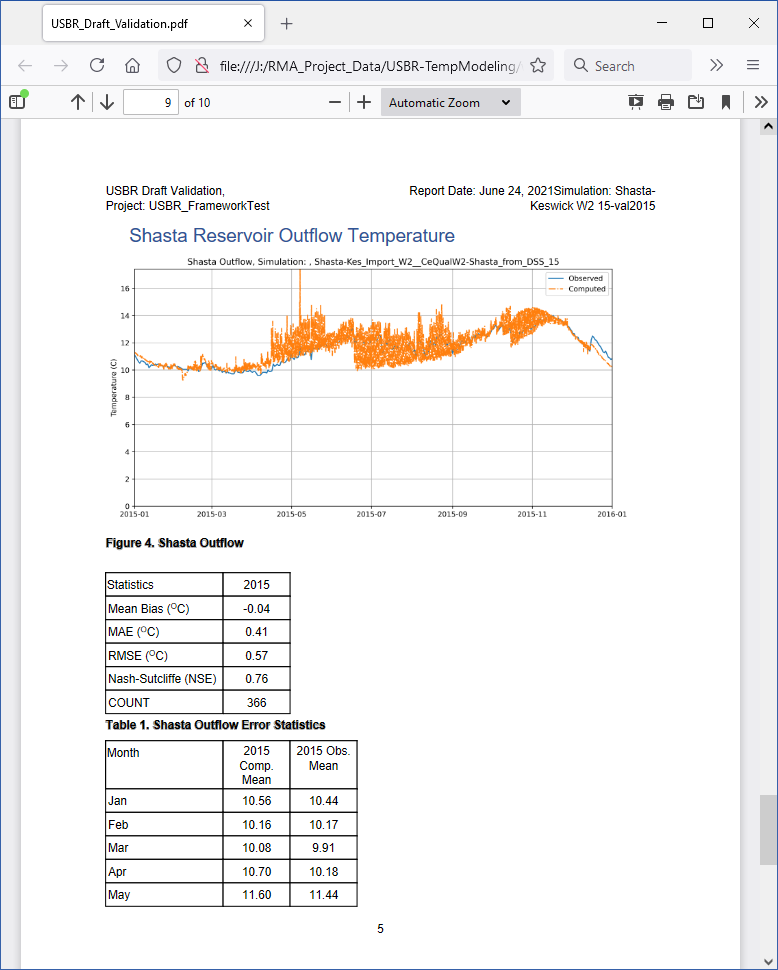 USBR_Draft_Validation.pdf
file:///J:/RMA_Project_Data/USBR-TempModeling/
Search
9 of 10
Automatic Zoom
USBR Draft Validation,
Project: USBR_FrameworkTest
Report Date: June 24, 2021Simulation: Shasta-
Keswick W2 15-val2015
Shasta Reservoir Outflow Temperature
Shasta Outflow, Simulation: , Shasta-Kes_Import_W2__CeQualW2-Shasta_from_DSS_15
Observed
Computed
Temperature (C)
16
14
12
10
8
6
4
2
0
2015-01 2015-03 2015-05 2015-07 2015-09 2015-11 2016-01
Figure 4. Shasta Outflow
Statistics 2015
Mean Bias (OC) -0.04
MAE (OC) 0.41
RMSE (OC) 0.57
Nash-Sutcliffe (NSE) 0.76
COUNT 366
Table 1. Shasta Outflow Error Statistics
Month 2015 2015 Obs.
Comp. Mean
Mean
Jan 10.56 10.44
Feb 10.16 10.17
Mar 10.08 9.91
Apr 10.70 10.18
May 11.60 11.44
5